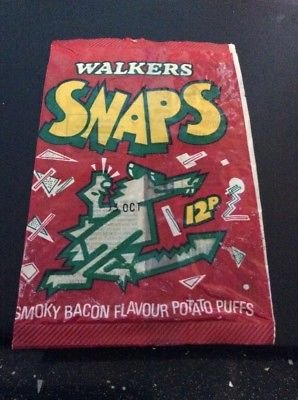 WALKERS
SNAPS
OCT
12P
SMOKY BACON FLAVOUR POTATO PUFFS